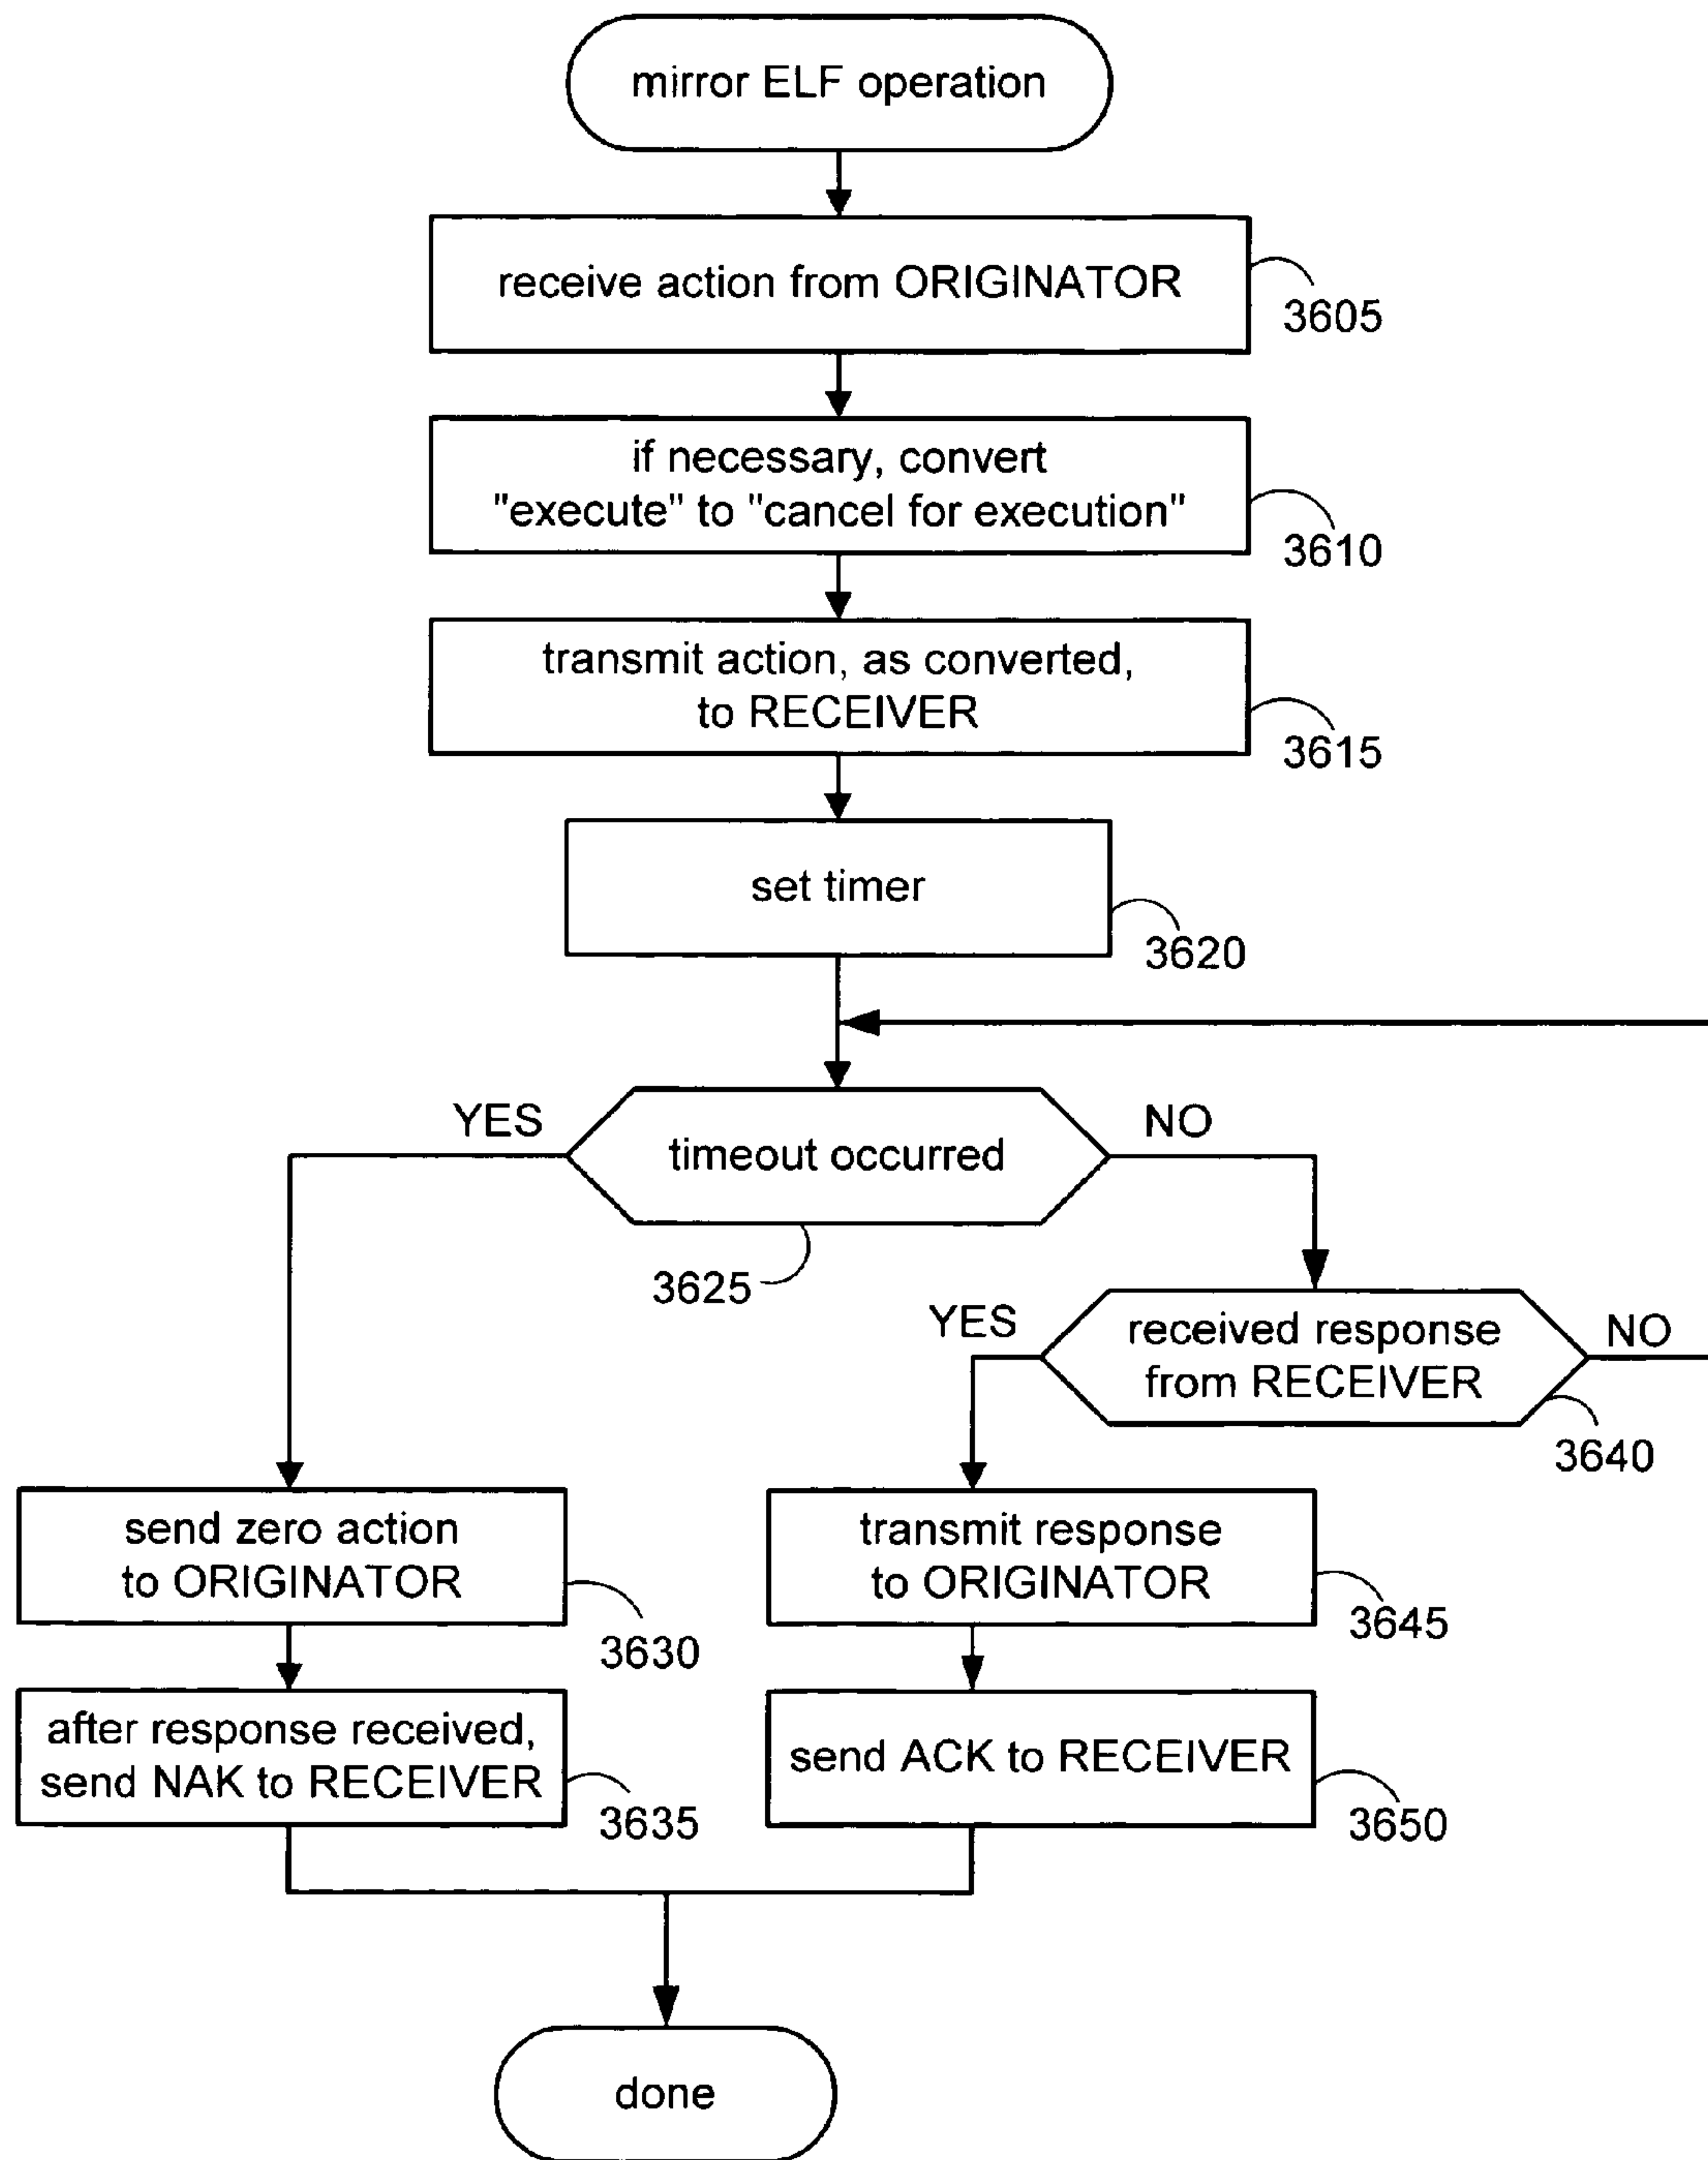 mirror ELF operation
receive action from ORIGINATOR
3605
if necessary, convert
"execute" to "cancel for execution"
3610
transmit action, as converted,
to RECEIVER
3615
set timer
3620
YES
timeout occurred
NO
3625
YES
received response
from RECEIVER
NO
3640
send zero action
to ORIGINATOR
3630
transmit response
to ORIGINATOR
3645
after response received,
send NAK to RECEIVER
3635
send ACK to RECEIVER
3650
done